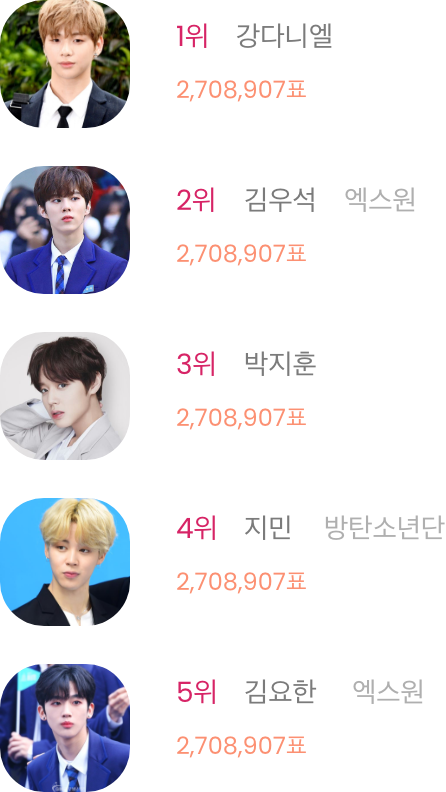 1위 강다니엘
2,708,907표
2위 김우석 엑스원
2,708,907표
3위 박지훈
2,708,907표
4위 지민 방탄소년단
2,708,907표
5위 김요한 엑스원
2,708,907표